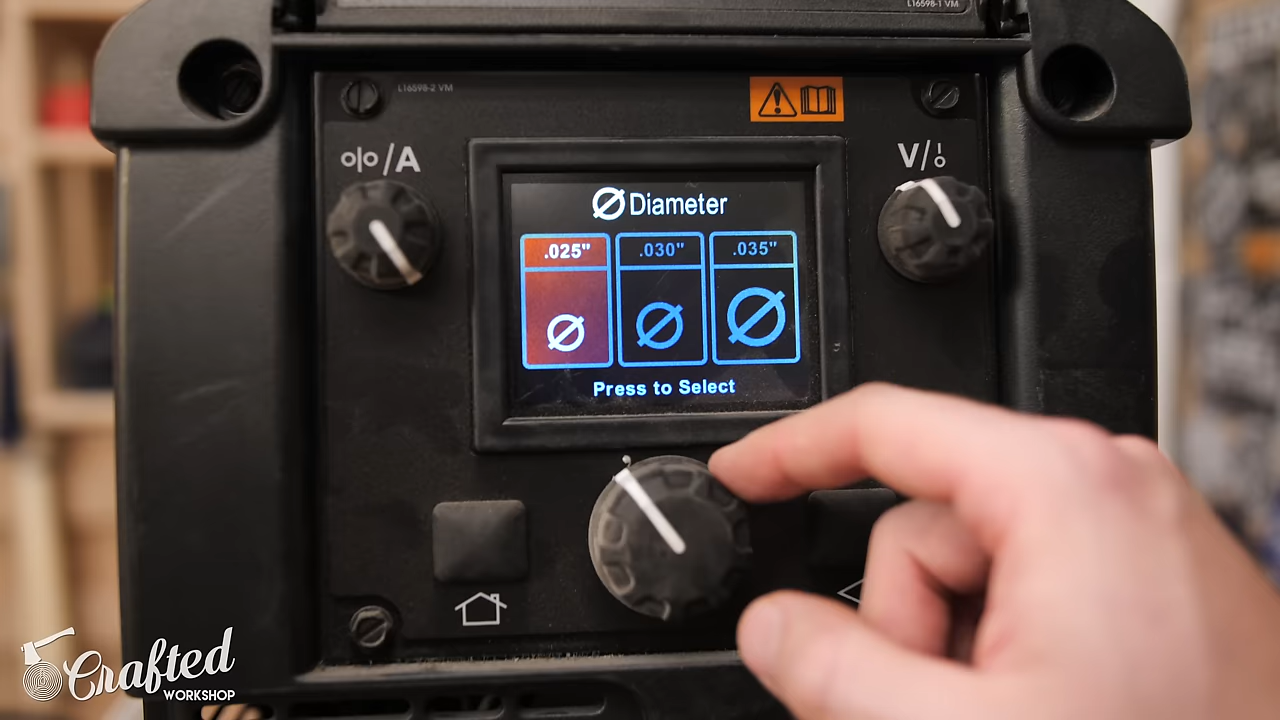 L16598-1 VM
L16598-2 VM
o|o/A
V/
Diameter
.025"
.030"
.035"
Press to Select
Crafted
WORKSHOP